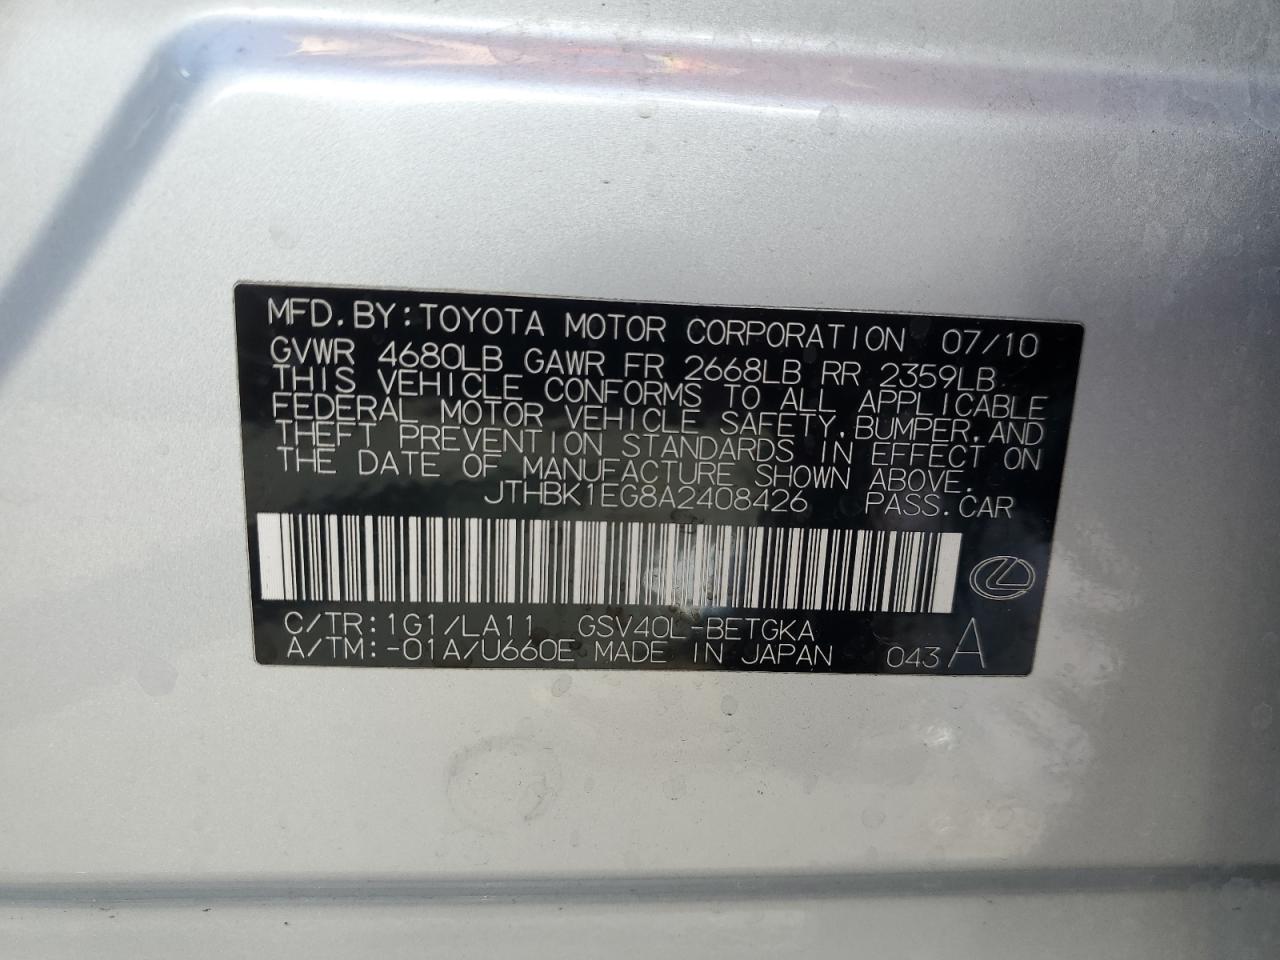 MFD.BY:TOYOTA MOTOR CORPORATION 07/10
GVWR 4680LB GAWR FR 2668LB RR 2359LB
THIS VEHICLE CONFORMS TO ALL APPLICABLE
FEDERAL MOTOR VEHICLE SAFETY,BUMPER,AND
THEFT PREVENTION STANDARDS IN EFFECT ON
THE DATE OF MANUFACTURE SHOWN ABOVE.
JTHBK1EG8A2408426 PASS.CAR
C/TR:1G1/LA11 GSV40L-BETGKA
A/TM:-01A/U660E MADE IN JAPAN 043 A